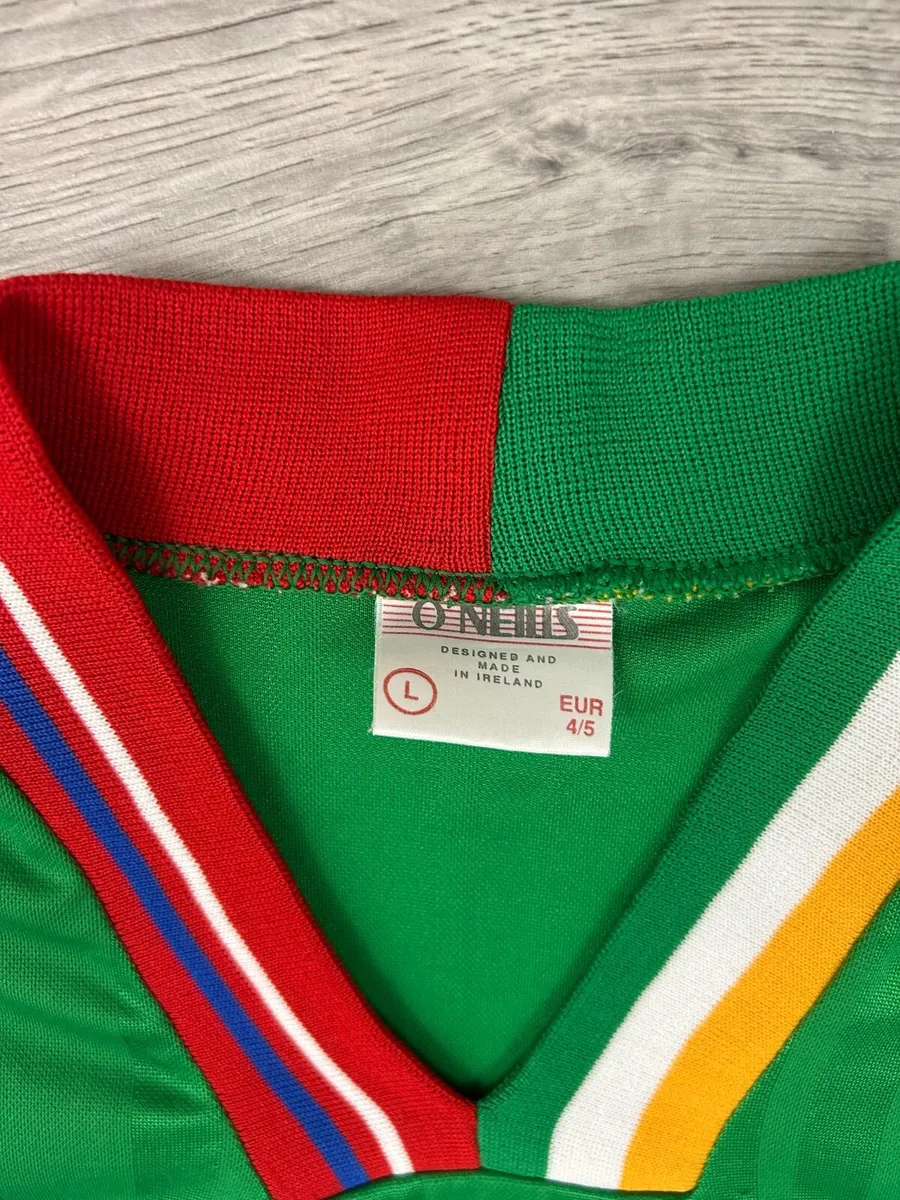 O'NEILLS
DESIGNED AND
MADE
IN IRELAND
L
EUR
4/5